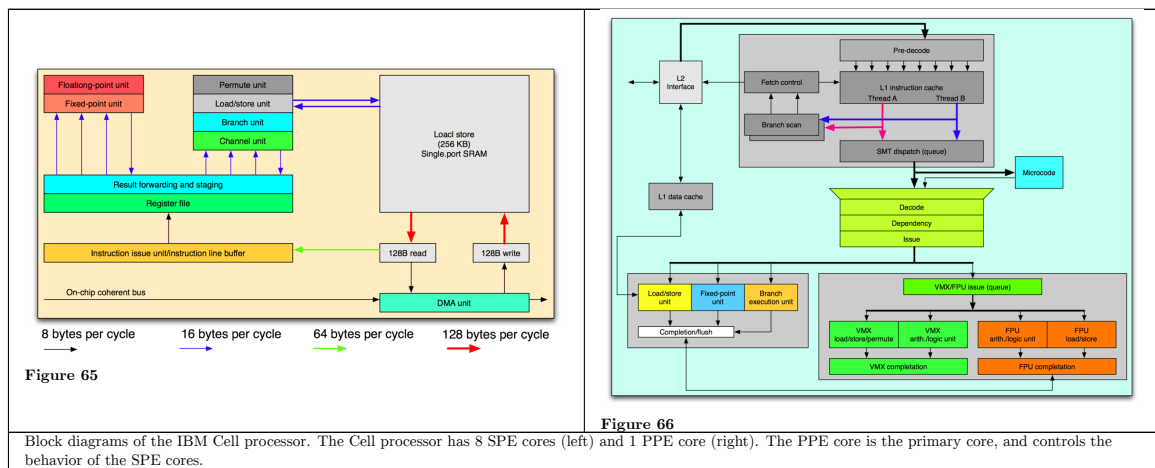 Floationg-point unit
Fixed-point unit
Permute unit
Load/store unit
Branch unit
Channel unit
Loacl store
(256 KB)
Single.port SRAM
Result forwarding and staging
Register file
Instruction issue unit/instruction line buffer
128B read
128B write
On-chip coherent bus
DMA unit
8 bytes per cycle
16 bytes per cycle
64 bytes per cycle
128 bytes per cycle
Figure 65
Pre-decode
L2
Interface
Fetch control
L1 instruction cache
Thread A
Thread B
Branch scan
SMT dispatch (queue)
Microcode
L1 data cache
Decode
Dependency
Issue
Load/store
unit
Fixed-point
unit
Branch
execution unit
Completion/flush
VMX/FPU issue (queue)
VMX
load/store/permute
VMX
arith./logic unit
FPU
arith./logic unit
FPU
load/store
VMX completation
FPU completation
Figure 66
Block diagrams of the IBM Cell processor. The Cell processor has 8 SPE cores (left) and 1 PPE core (right). The PPE core is the primary core, and controls the
behavior of the SPE cores.